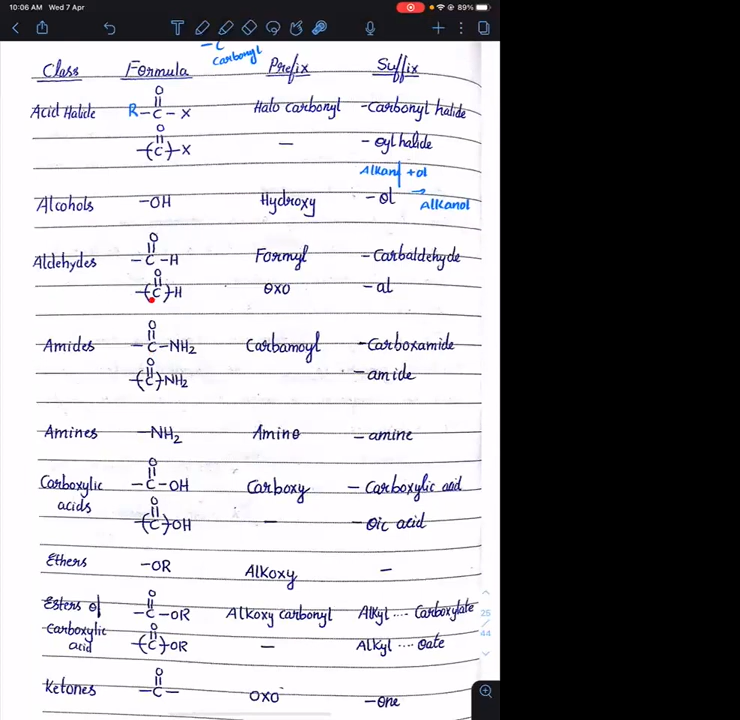 10:06 AM Wed 7 Apr
89%
T
-C
carbonyl
Class Formula Prefix Suffix
Acid Halide R-C-X Halo carbonyl -carbonyl halide
O
-(C)-X - -oyl halide
O
Alkanol + ol
Alcohols -OH Hydroxy -ol → Alkanol
O
Aldehydes -C-H Formyl -Carbaldehyde
O
-(C)-H oxo -al
O
Amides -C-NH2 Carbamoyl -Carboxamide
O
-(C)-NH2 -amide
Amines -NH2 Amino -amine
O
Carboxylic acids -C-OH Carboxy -Carboxylic acid
O
-(C)-OH - -oic acid
Ethers -OR Alkoxy -
O
Esters of Carboxylic acid -C-OR Alkoxy carbonyl Alkyl .... Carboxylate
O
-(C)-OR - Alkyl .... oate
O
Ketones -C- oxo -one
25
/
44